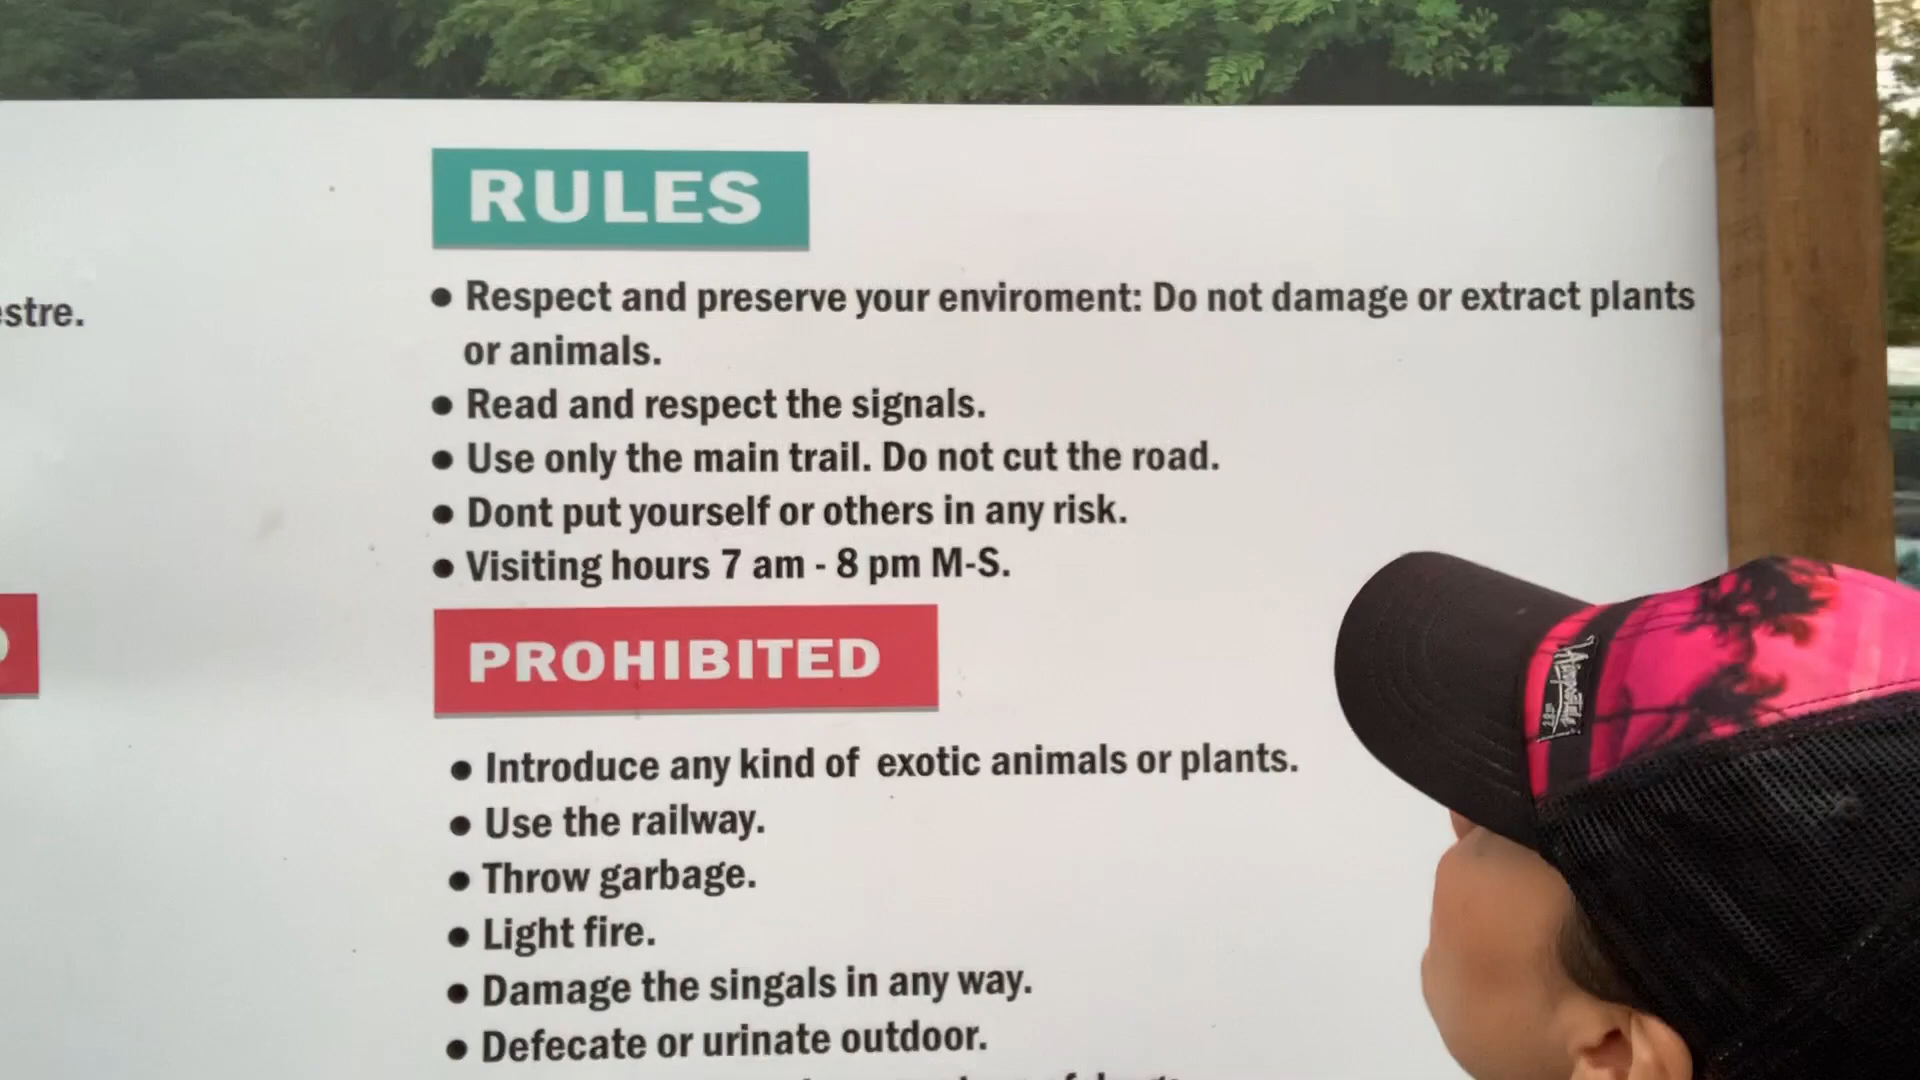 estre.
RULES
● Respect and preserve your enviroment: Do not damage or extract plants
or animals.
● Read and respect the signals.
● Use only the main trail. Do not cut the road.
● Dont put yourself or others in any risk.
● Visiting hours 7 am - 8 pm M-S.
PROHIBITED
● Introduce any kind of exotic animals or plants.
● Use the railway.
● Throw garbage.
● Light fire.
● Damage the singals in any way.
● Defecate or urinate outdoor.